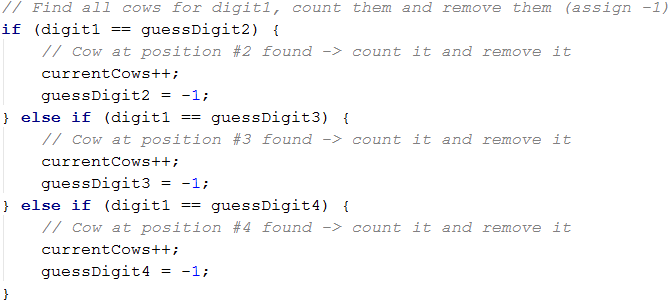 // Find all cows for digit1, count them and remove them (assign -1)
if (digit1 == guessDigit2) {
    // Cow at position #2 found -> count it and remove it
    currentCows++;
    guessDigit2 = -1;
} else if (digit1 == guessDigit3) {
    // Cow at position #3 found -> count it and remove it
    currentCows++;
    guessDigit3 = -1;
} else if (digit1 == guessDigit4) {
    // Cow at position #4 found -> count it and remove it
    currentCows++;
    guessDigit4 = -1;
}